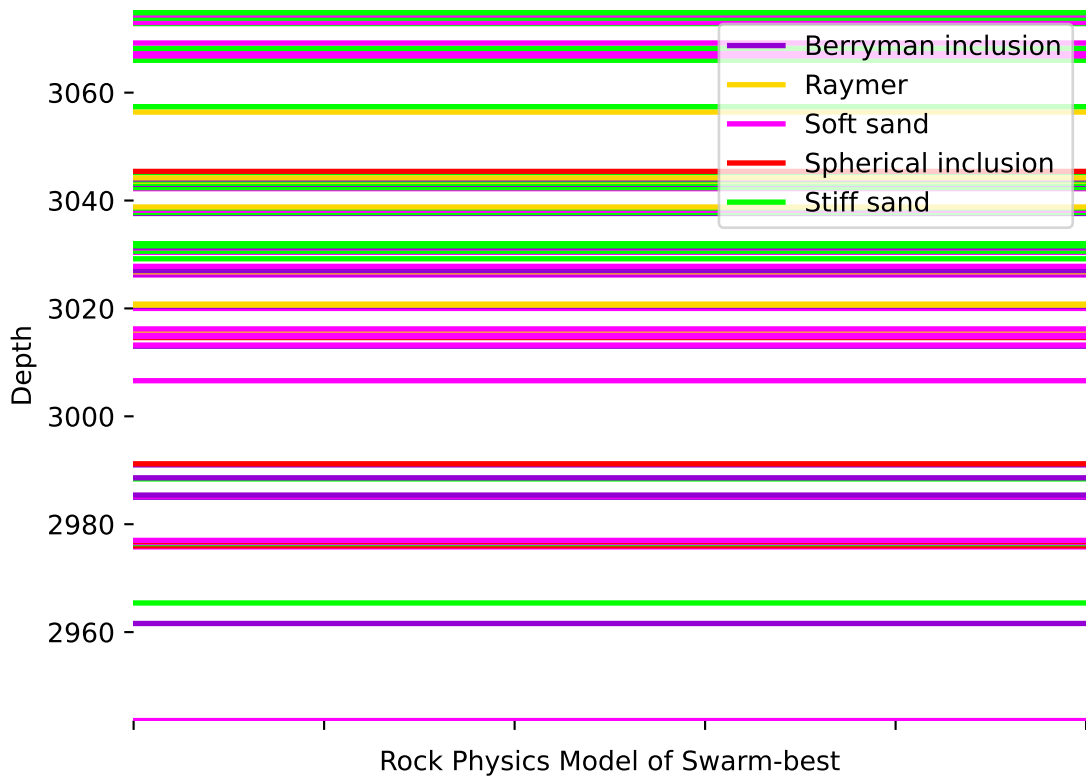 Berryman inclusion
Raymer
Soft sand
Spherical inclusion
Stiff sand
3060
3040
3020
3000
2980
2960
Depth
Rock Physics Model of Swarm-best